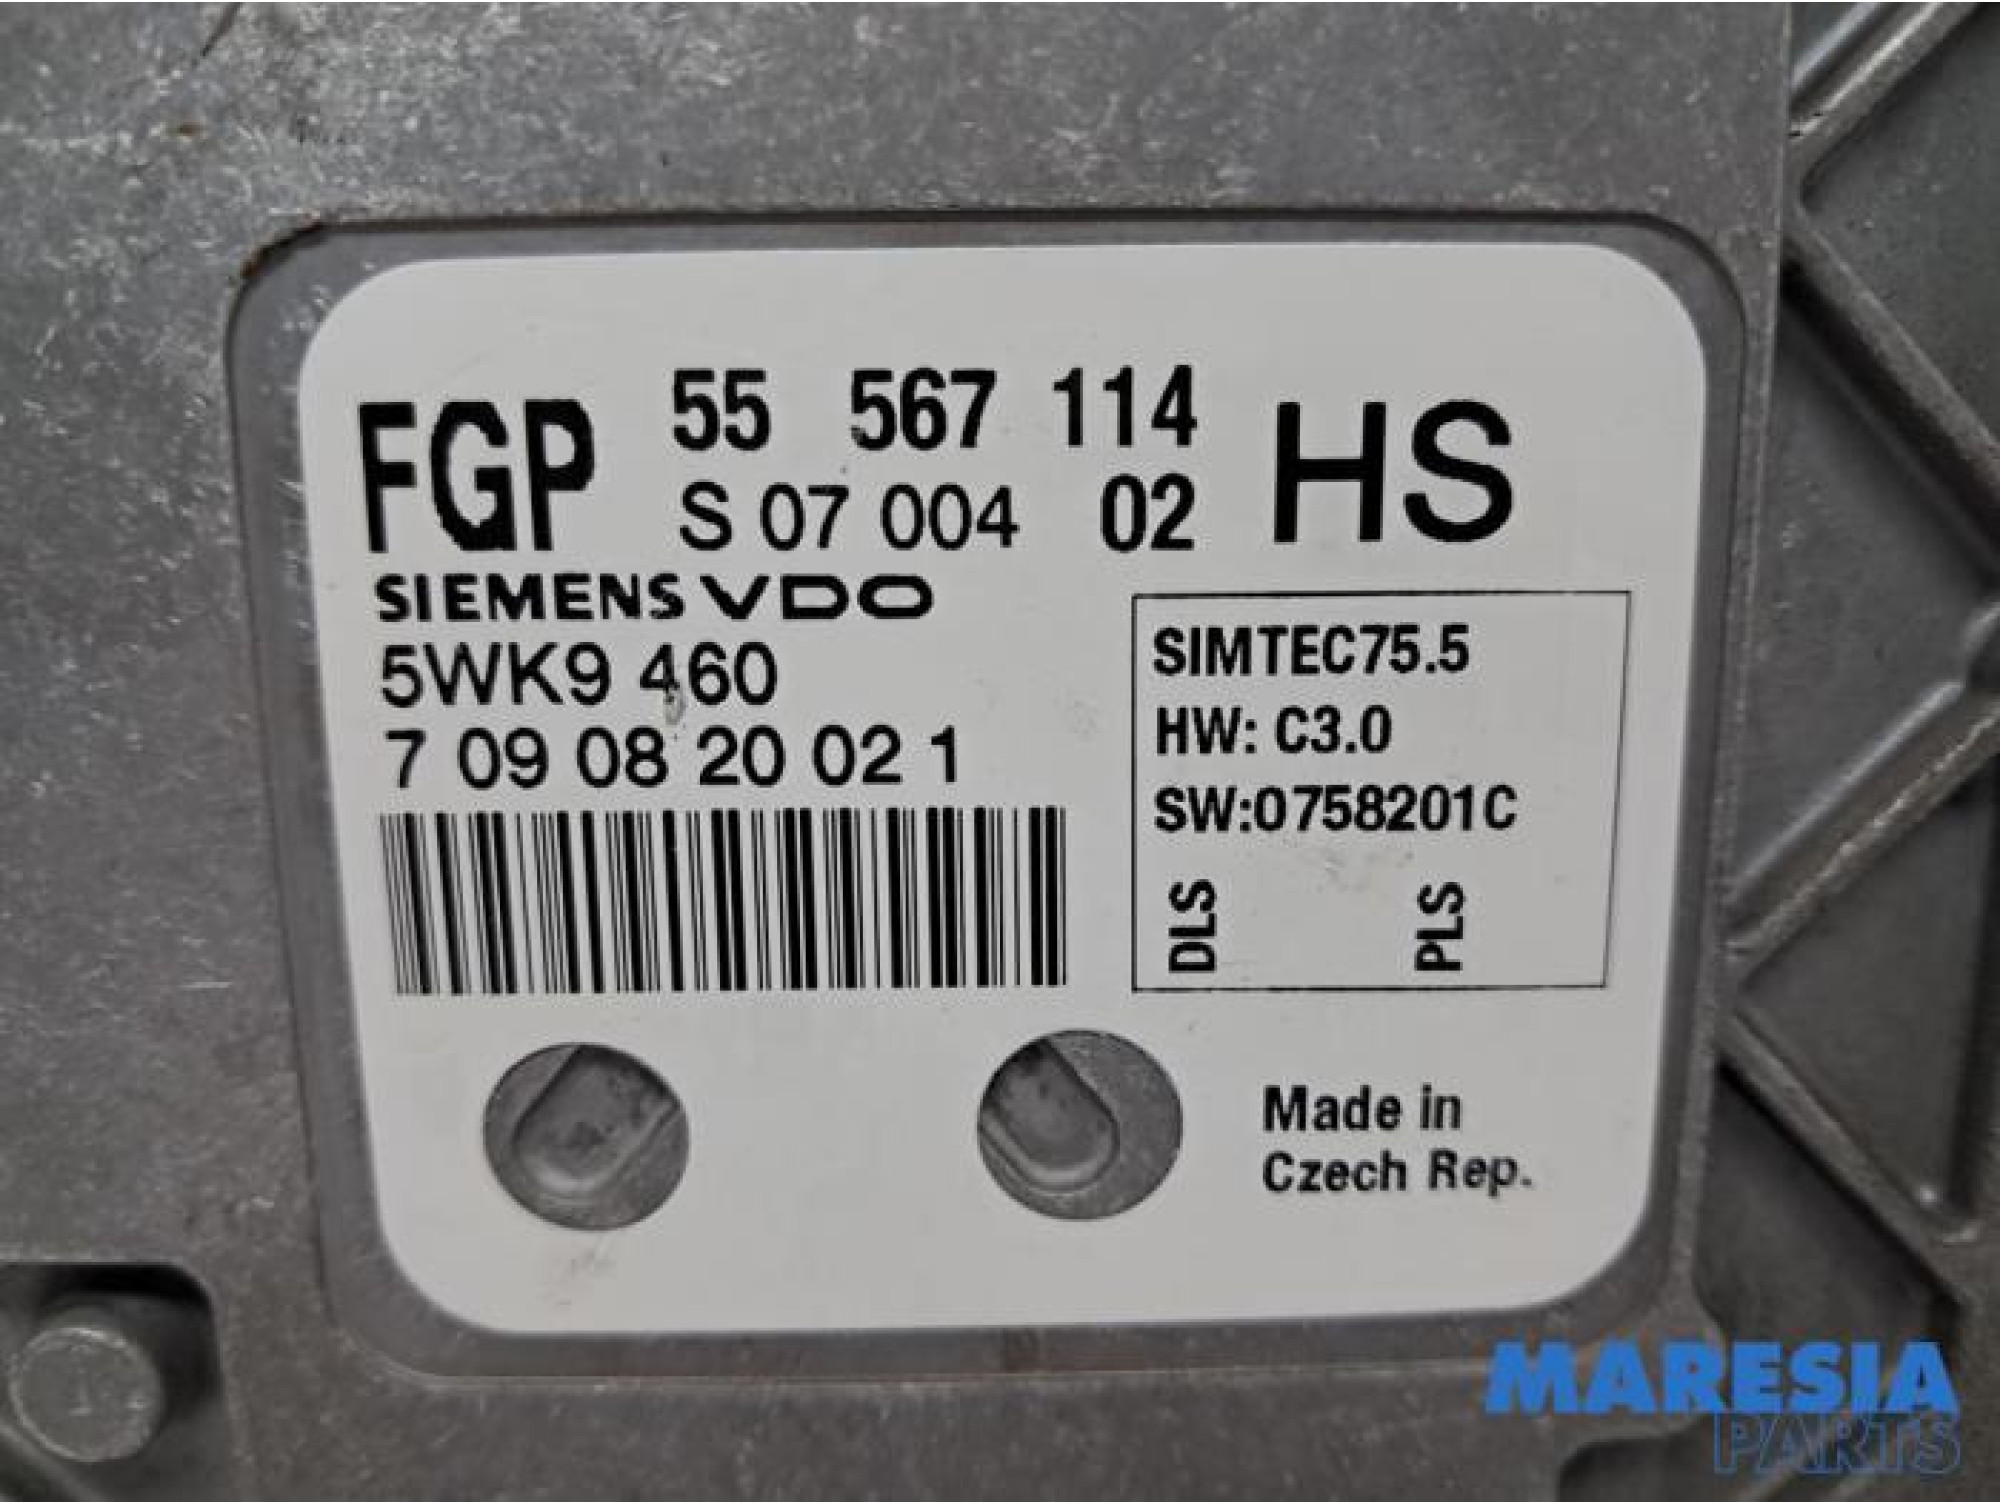 FGP 55 567 114 HS
S 07 004 02
SIEMENS VDO
5WK9 460
7 09 08 20 02 1
SIMTEC75.5
HW: C3.0
SW:0758201C
DLS PLS
Made in
Czech Rep.
MARESIA
PARTS